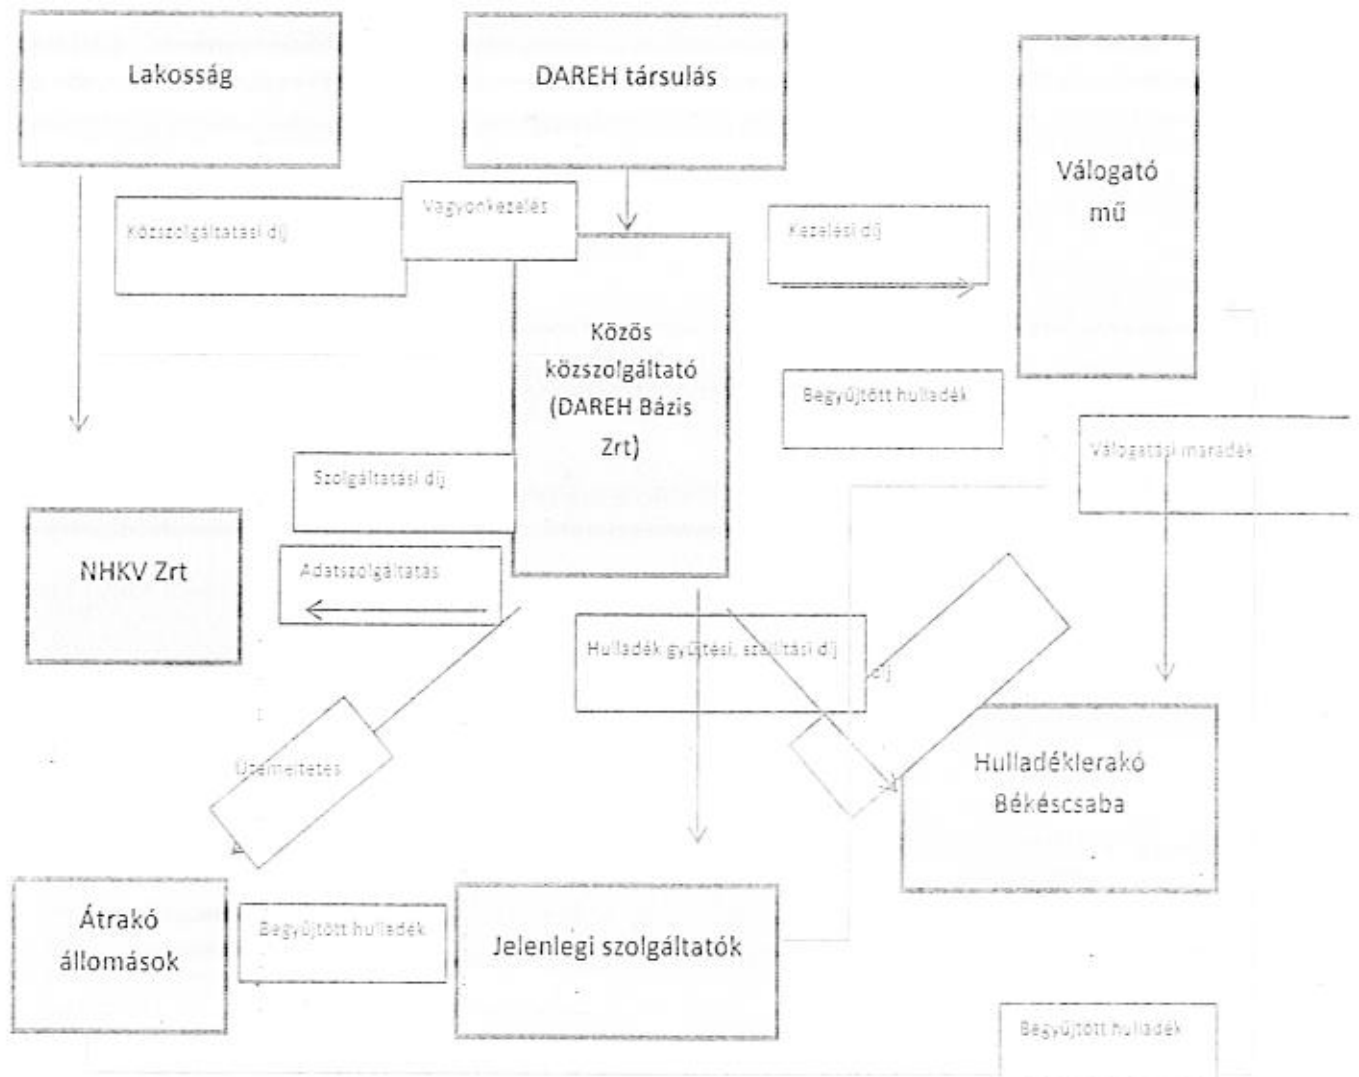 Lakosság
DAREH társulás
Válogató
mű
Közszolgáltatási díj
Vagyonkezelés
Kezelési díj
Közös
közszolgáltató
(DAREH Bázis
Zrt)
Begyűjtött hulladék
Válogatási maradék
Szolgáltatási díj
NHKV Zrt
Adatszolgáltatás
Hulladék gyűjtési, szállítási díj
díj
Üzemeltetés
Hulladéklerakó
Békéscsaba
Átrakó
állomások
Begyűjtött hulladék
Jelenlegi szolgáltatók
Begyűjtött hulladék